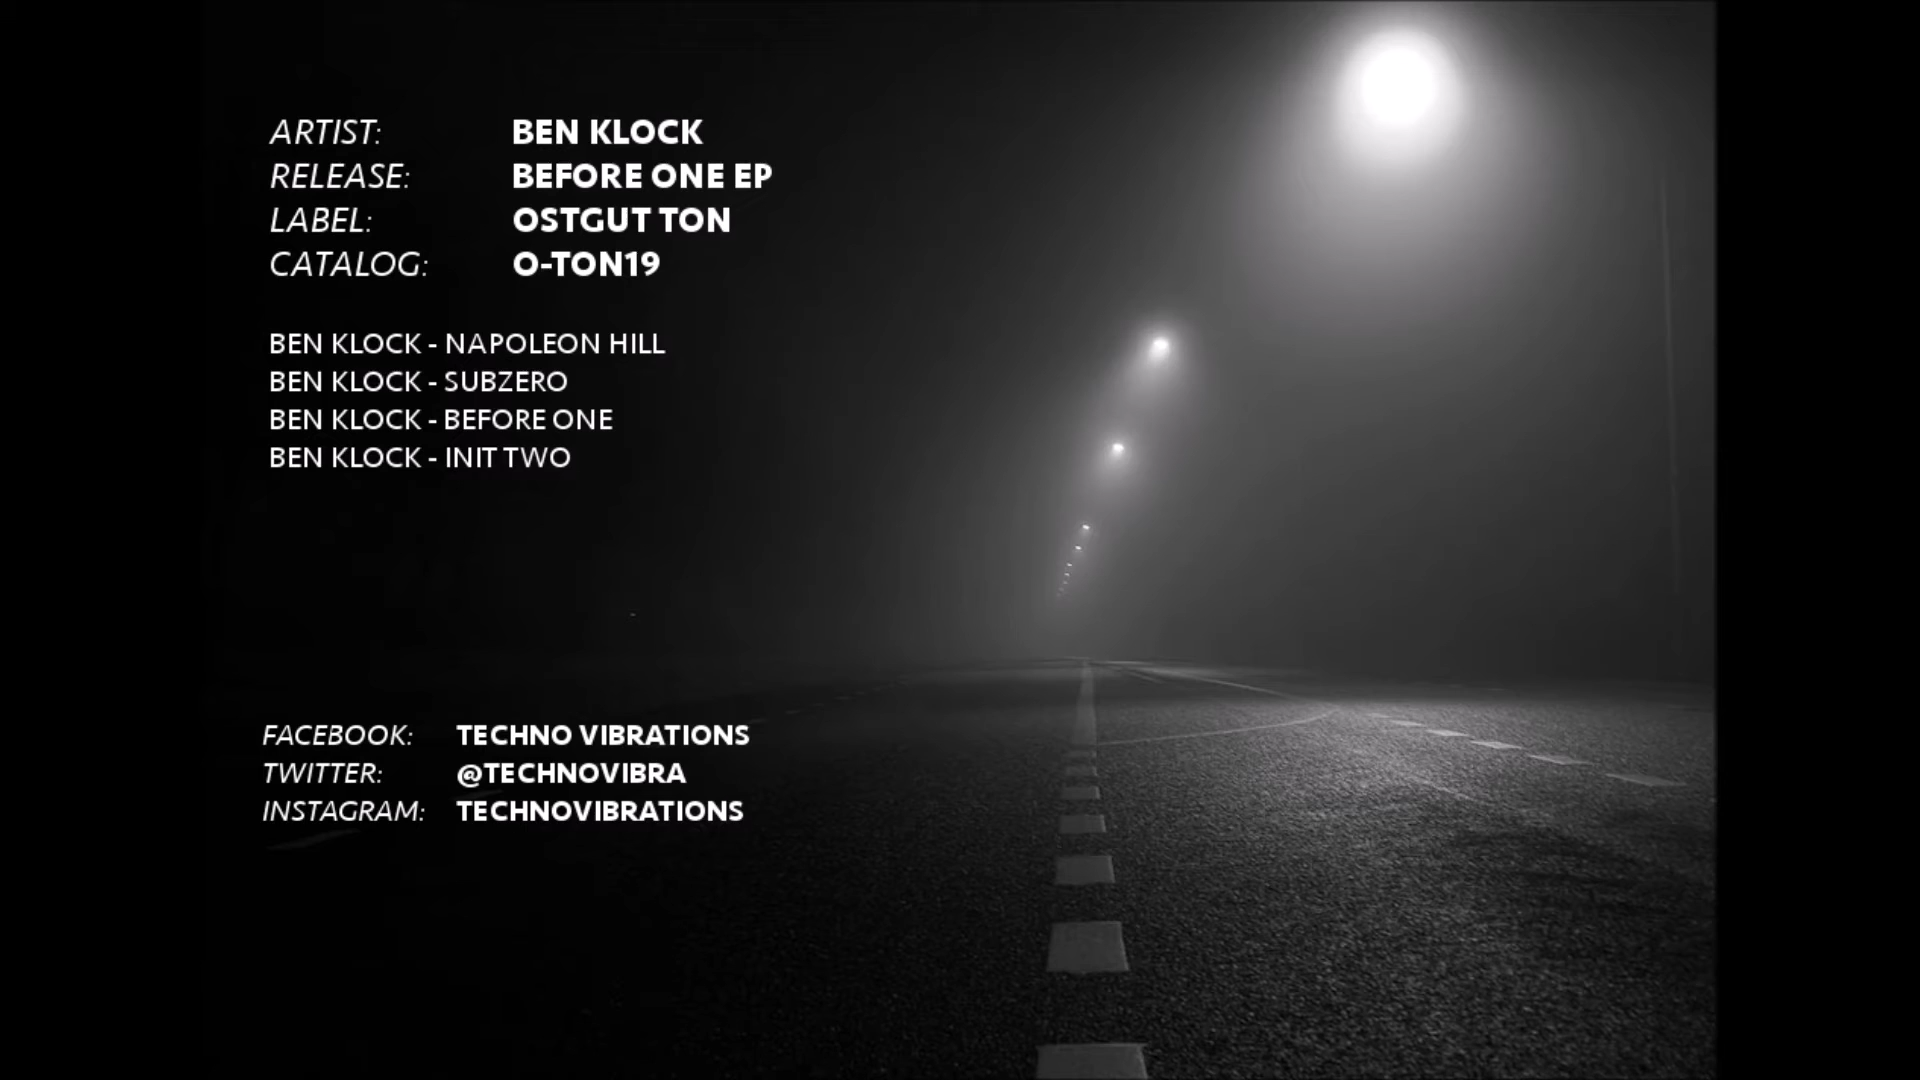 ARTIST: BEN KLOCK
RELEASE: BEFORE ONE EP
LABEL: OSTGUT TON
CATALOG: O-TON19
BEN KLOCK - NAPOLEON HILL
BEN KLOCK - SUBZERO
BEN KLOCK - BEFORE ONE
BEN KLOCK - INIT TWO
FACEBOOK: TECHNO VIBRATIONS
TWITTER: @TECHNOVIBRA
INSTAGRAM: TECHNOVIBRATIONS